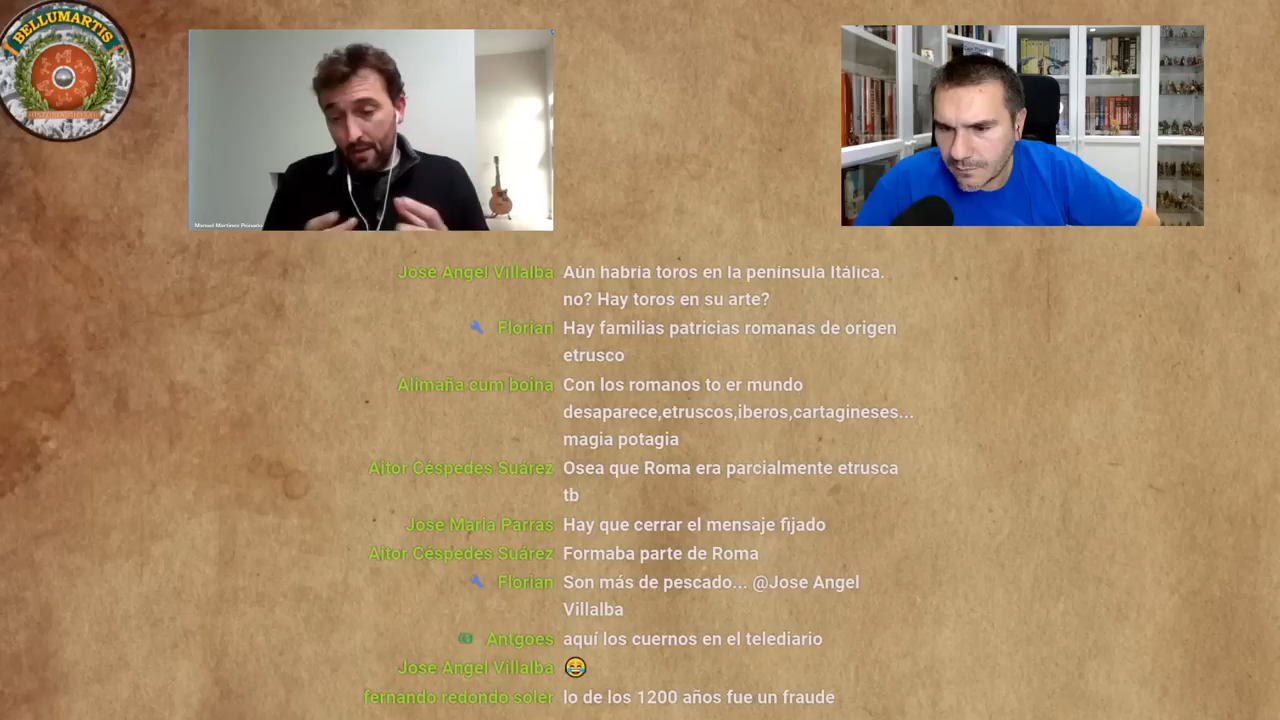 BELLUMARTIS
Manuel Martínez Peinado
Jose Angel Villalba Aún habría toros en la península Itálica.
no? Hay toros en su arte?
Florian Hay familias patricias romanas de origen
etrusco
Alimaña cum boina Con los romanos to er mundo
desaparece,etruscos,iberos,cartagineses...
magia potagia
Aitor Céspedes Suárez Osea que Roma era parcialmente etrusca
tb
Jose Maria Parras Hay que cerrar el mensaje fijado
Aitor Céspedes Suárez Formaba parte de Roma
Florian Son más de pescado... @Jose Angel
Villalba
Antgoes aquí los cuernos en el telediario
Jose Angel Villalba 😂
fernando redondo soler lo de los 1200 años fue un fraude